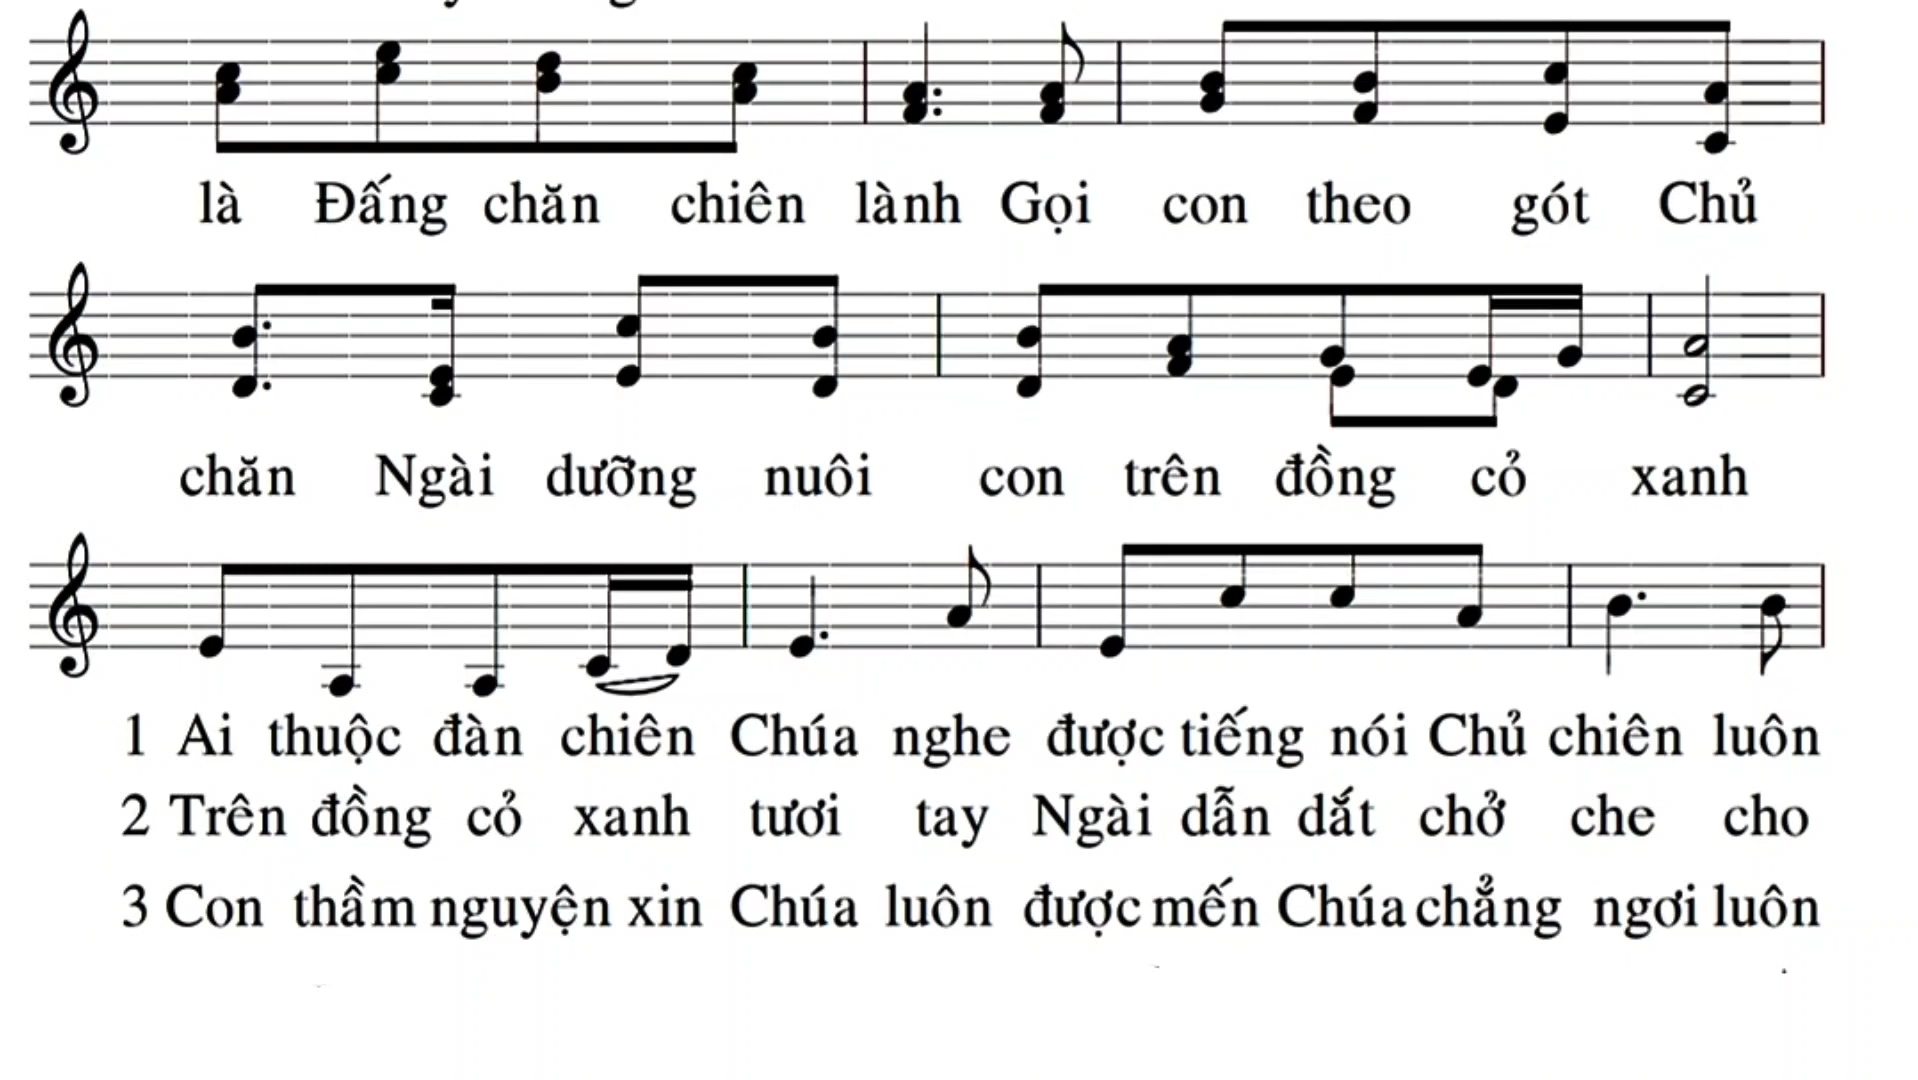 là Đấng chăn chiên lành Gọi con theo gót Chủ
chăn Ngài dưỡng nuôi con trên đồng cỏ xanh
1 Ai thuộc đàn chiên Chúa nghe được tiếng nói Chủ chiên luôn
2 Trên đồng cỏ xanh tươi tay Ngài dẫn dắt chở che cho
3 Con thầm nguyện xin Chúa luôn được mến Chúa chẳng ngơi luôn